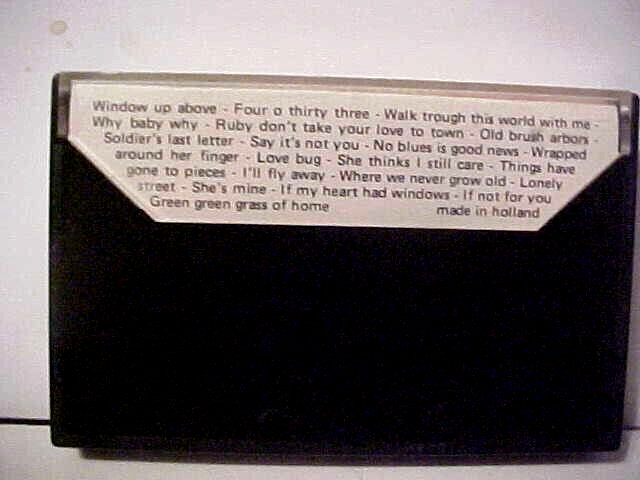 Window up above - Four o thirty three - Walk trough this world with me -
Why baby why - Ruby don't take your love to town - Old brush arbors -
Soldier's last letter - Say it's not you - No blues is good news - Wrapped
around her finger - Love bug - She thinks I still care - Things have
gone to pieces - I'll fly away - Where we never grow old - Lonely
street - She's mine - If my heart had windows - If not for you
Green green grass of home made in holland